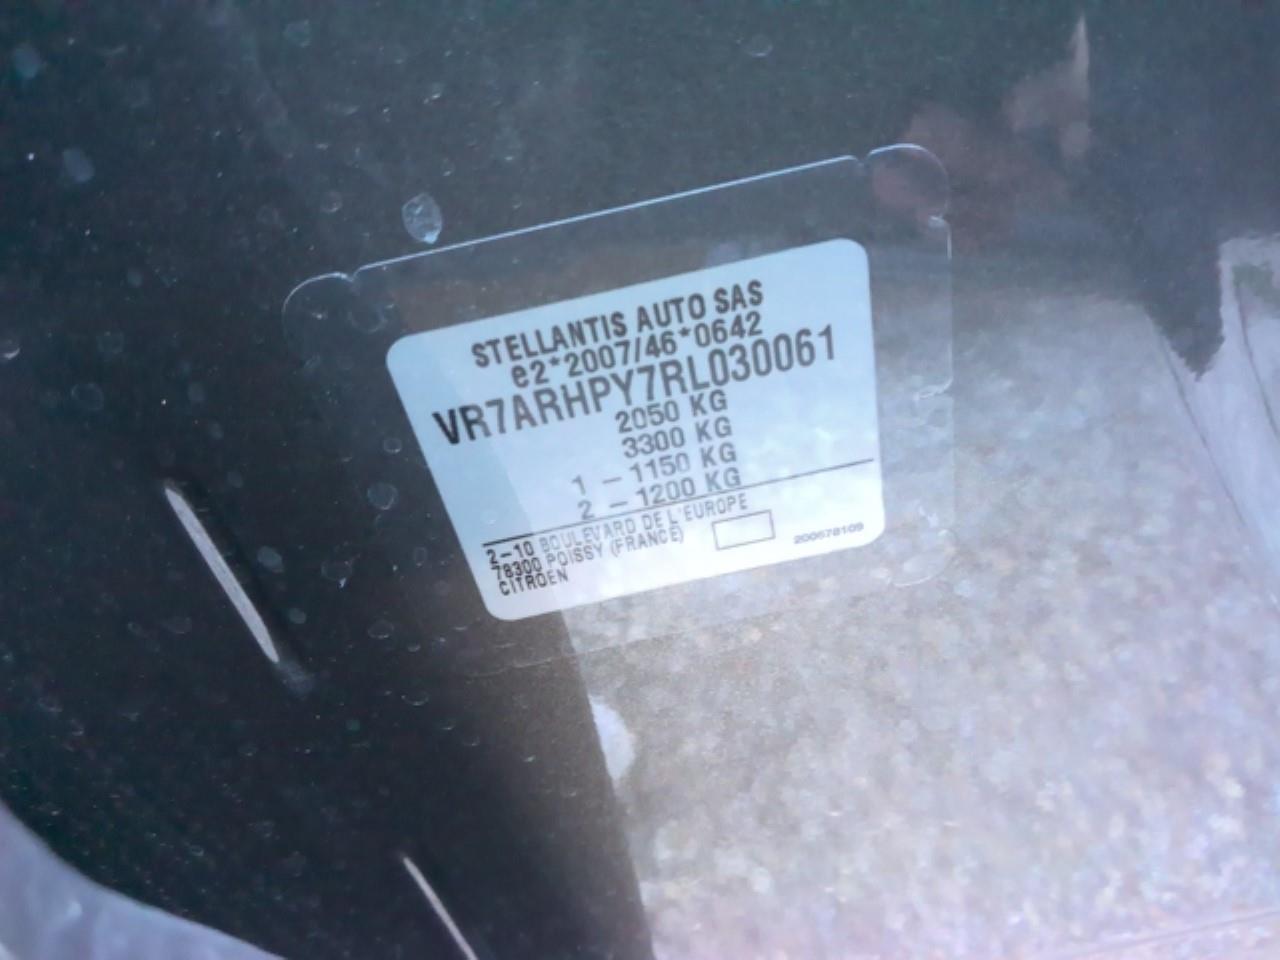 STELLANTIS AUTO SAS
e2*2007/46*0642
VR7ARHPY7RL030061
2050 KG
3300 KG
1 – 1150 KG
2 – 1200 KG
2–10 BOULEVARD DE L'EUROPE
78300 POISSY (FRANCE)
CITROEN
200678109